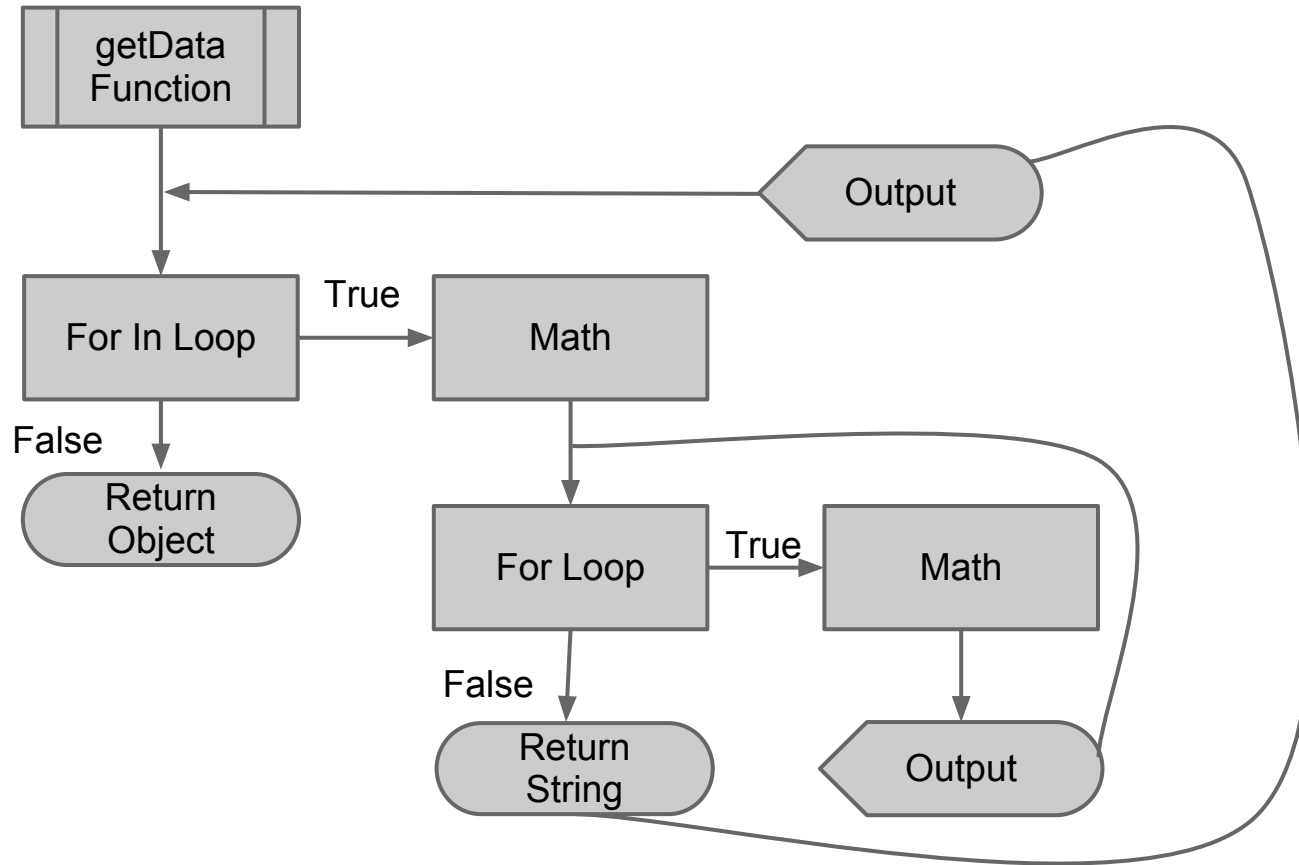 getData
Function
Output
For In Loop
True
Math
False
Return
Object
For Loop
True
Math
False
Return
String
Output